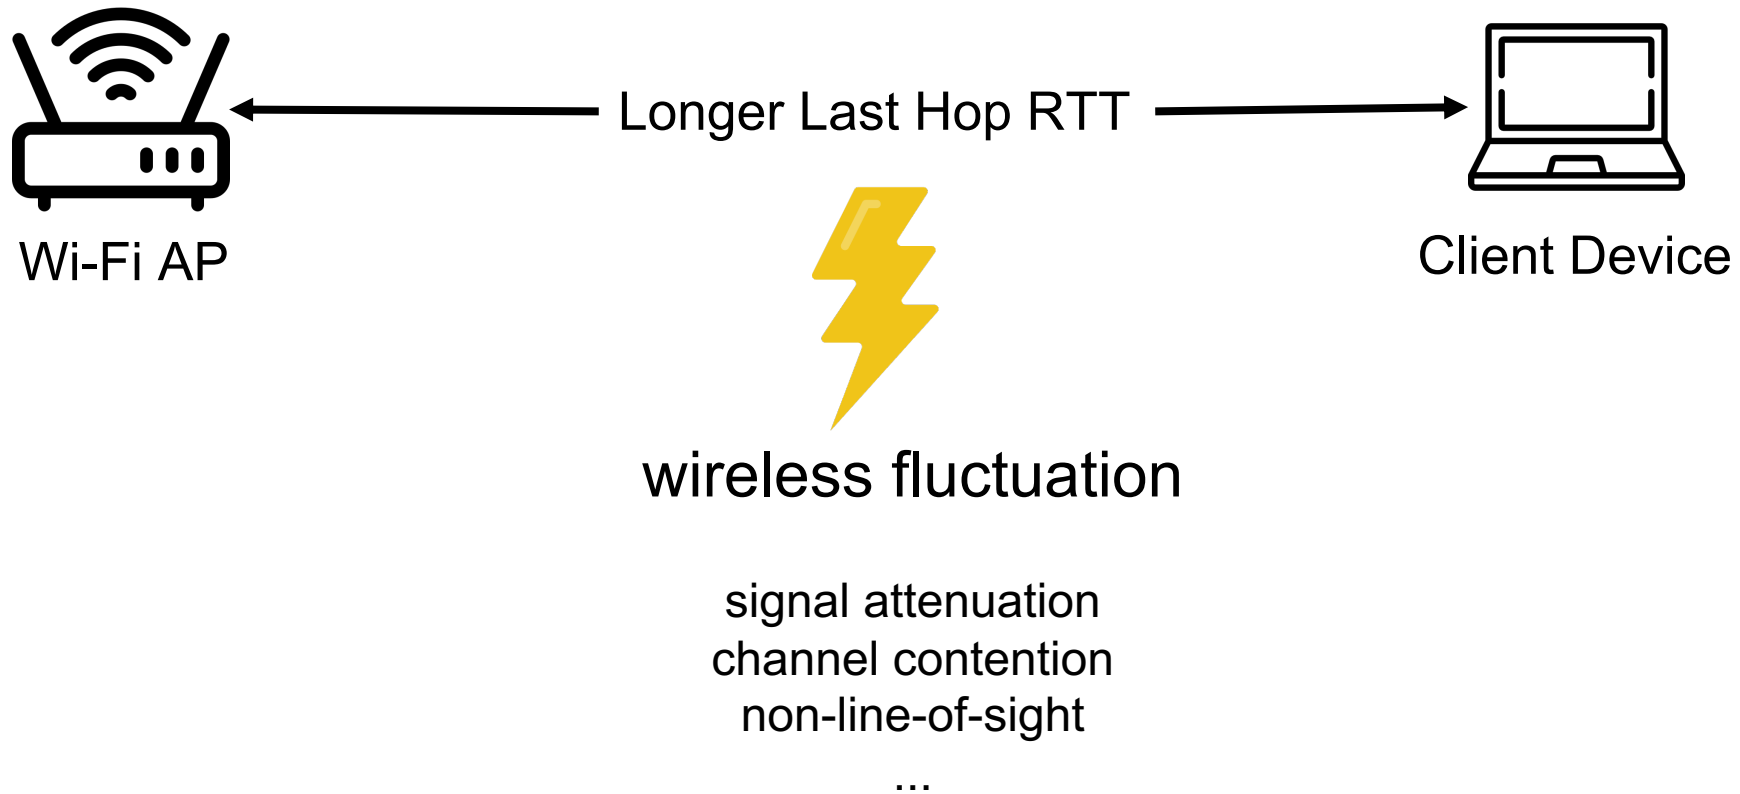 Longer Last Hop RTT
Wi-Fi AP
Client Device
wireless fluctuation
signal attenuation
channel contention
non-line-of-sight
...